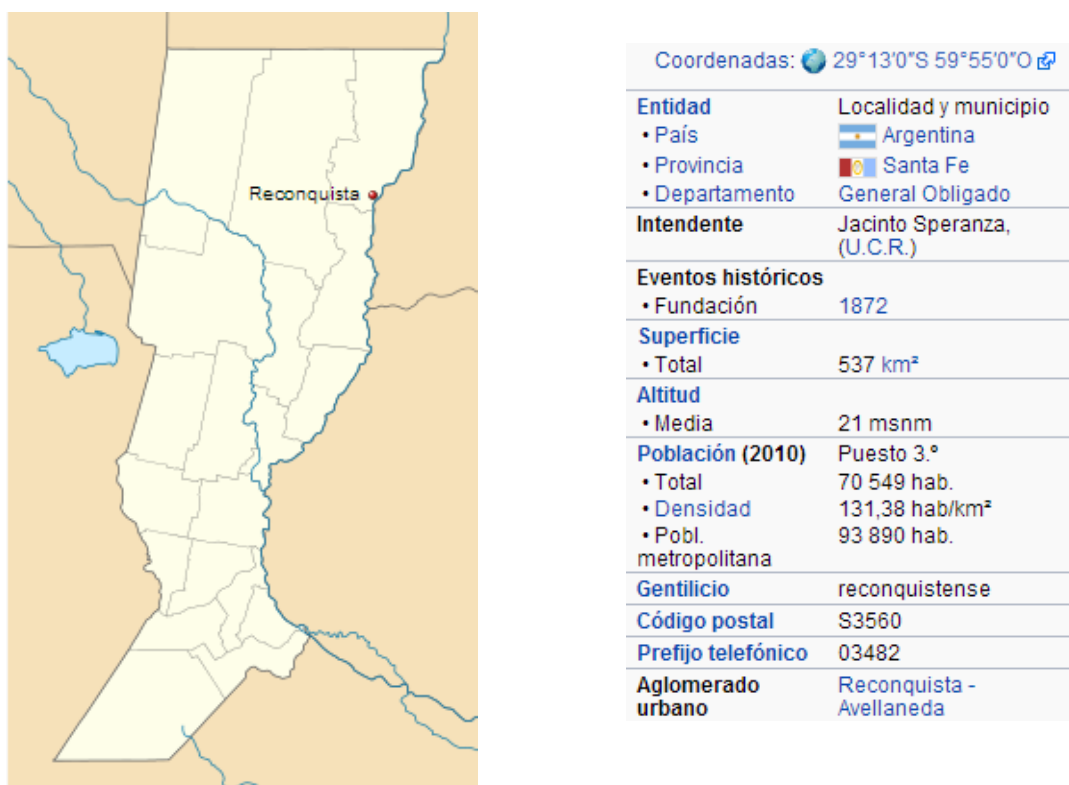 Reconquista
Coordenadas: 29°13′0″S 59°55′0″O
Entidad Localidad y municipio
• País Argentina
• Provincia Santa Fe
• Departamento General Obligado
Intendente Jacinto Speranza,
(U.C.R.)
Eventos históricos
• Fundación 1872
Superficie
• Total 537 km²
Altitud
• Media 21 msnm
Población (2010) Puesto 3.º
• Total 70 549 hab.
• Densidad 131,38 hab/km²
• Pobl. 93 890 hab.
metropolitana
Gentilicio reconquistense
Código postal S3560
Prefijo telefónico 03482
Aglomerado Reconquista -
urbano Avellaneda